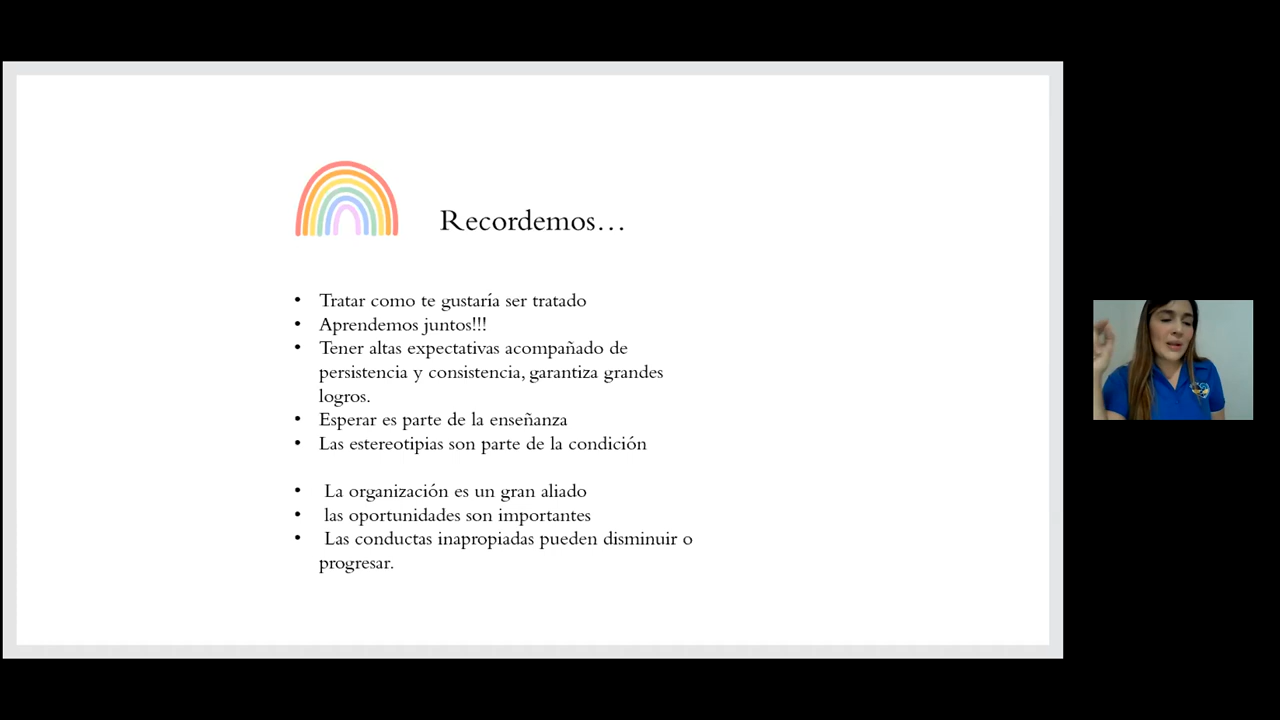 Recordemos…
• Tratar como te gustaría ser tratado
• Aprendemos juntos!!!
• Tener altas expectativas acompañado de
persistencia y consistencia, garantiza grandes
logros.
• Esperar es parte de la enseñanza
• Las estereotipias son parte de la condición
• La organización es un gran aliado
• las oportunidades son importantes
• Las conductas inapropiadas pueden disminuir o
progresar.